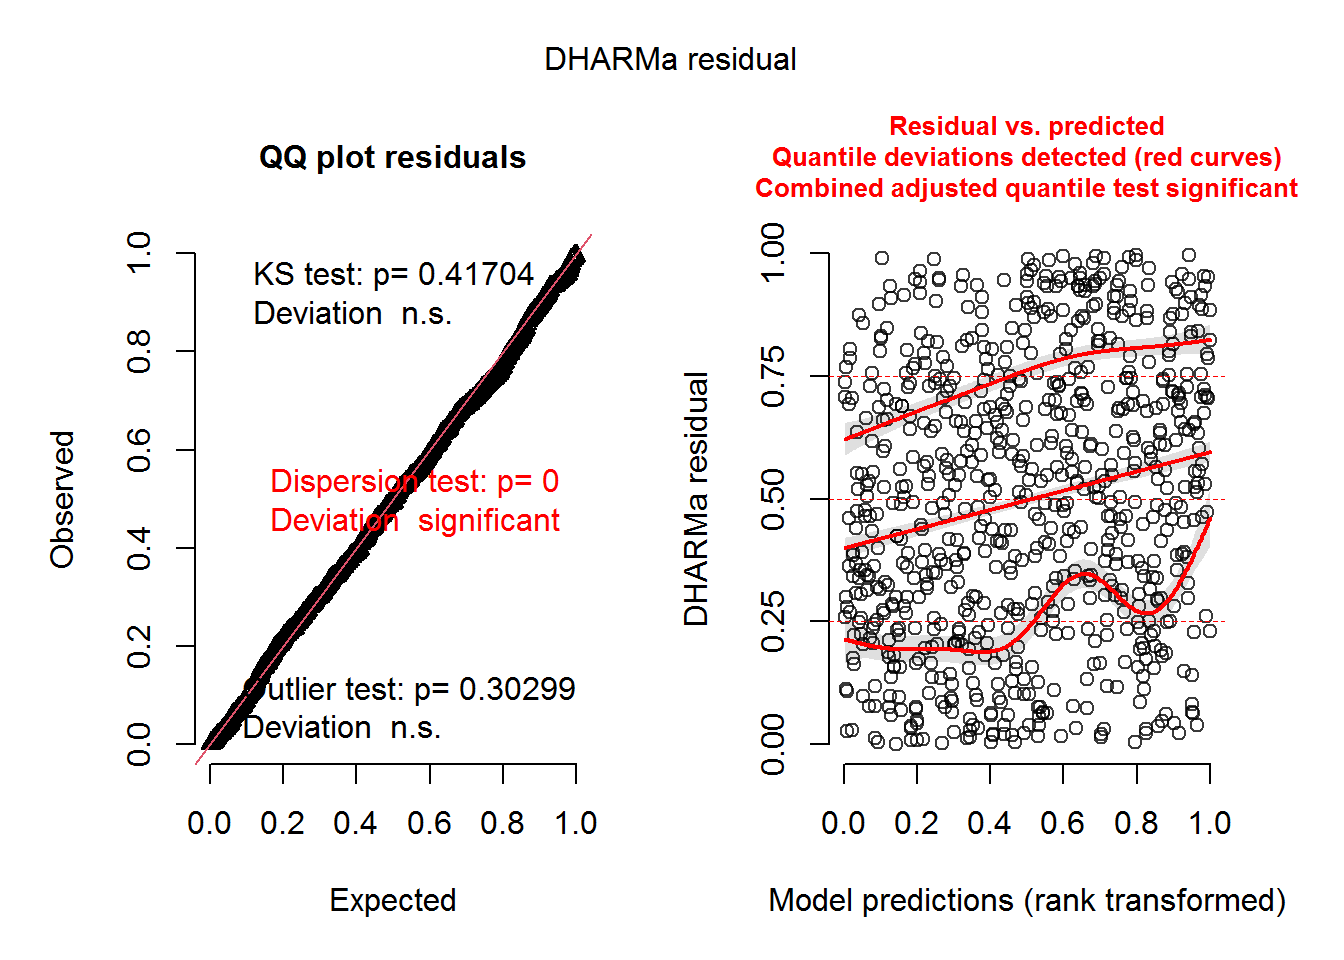 DHARMa residual
QQ plot residuals
KS test: p= 0.41704
Deviation  n.s.
Dispersion test: p= 0
Deviation  significant
Outlier test: p= 0.30299
Deviation  n.s.
Observed
1.0
0.8
0.6
0.4
0.2
0.0
0.0 0.2 0.4 0.6 0.8 1.0
Expected
Residual vs. predicted
Quantile deviations detected (red curves)
Combined adjusted quantile test significant
DHARMa residual
1.00
0.75
0.50
0.25
0.00
0.0 0.2 0.4 0.6 0.8 1.0
Model predictions (rank transformed)